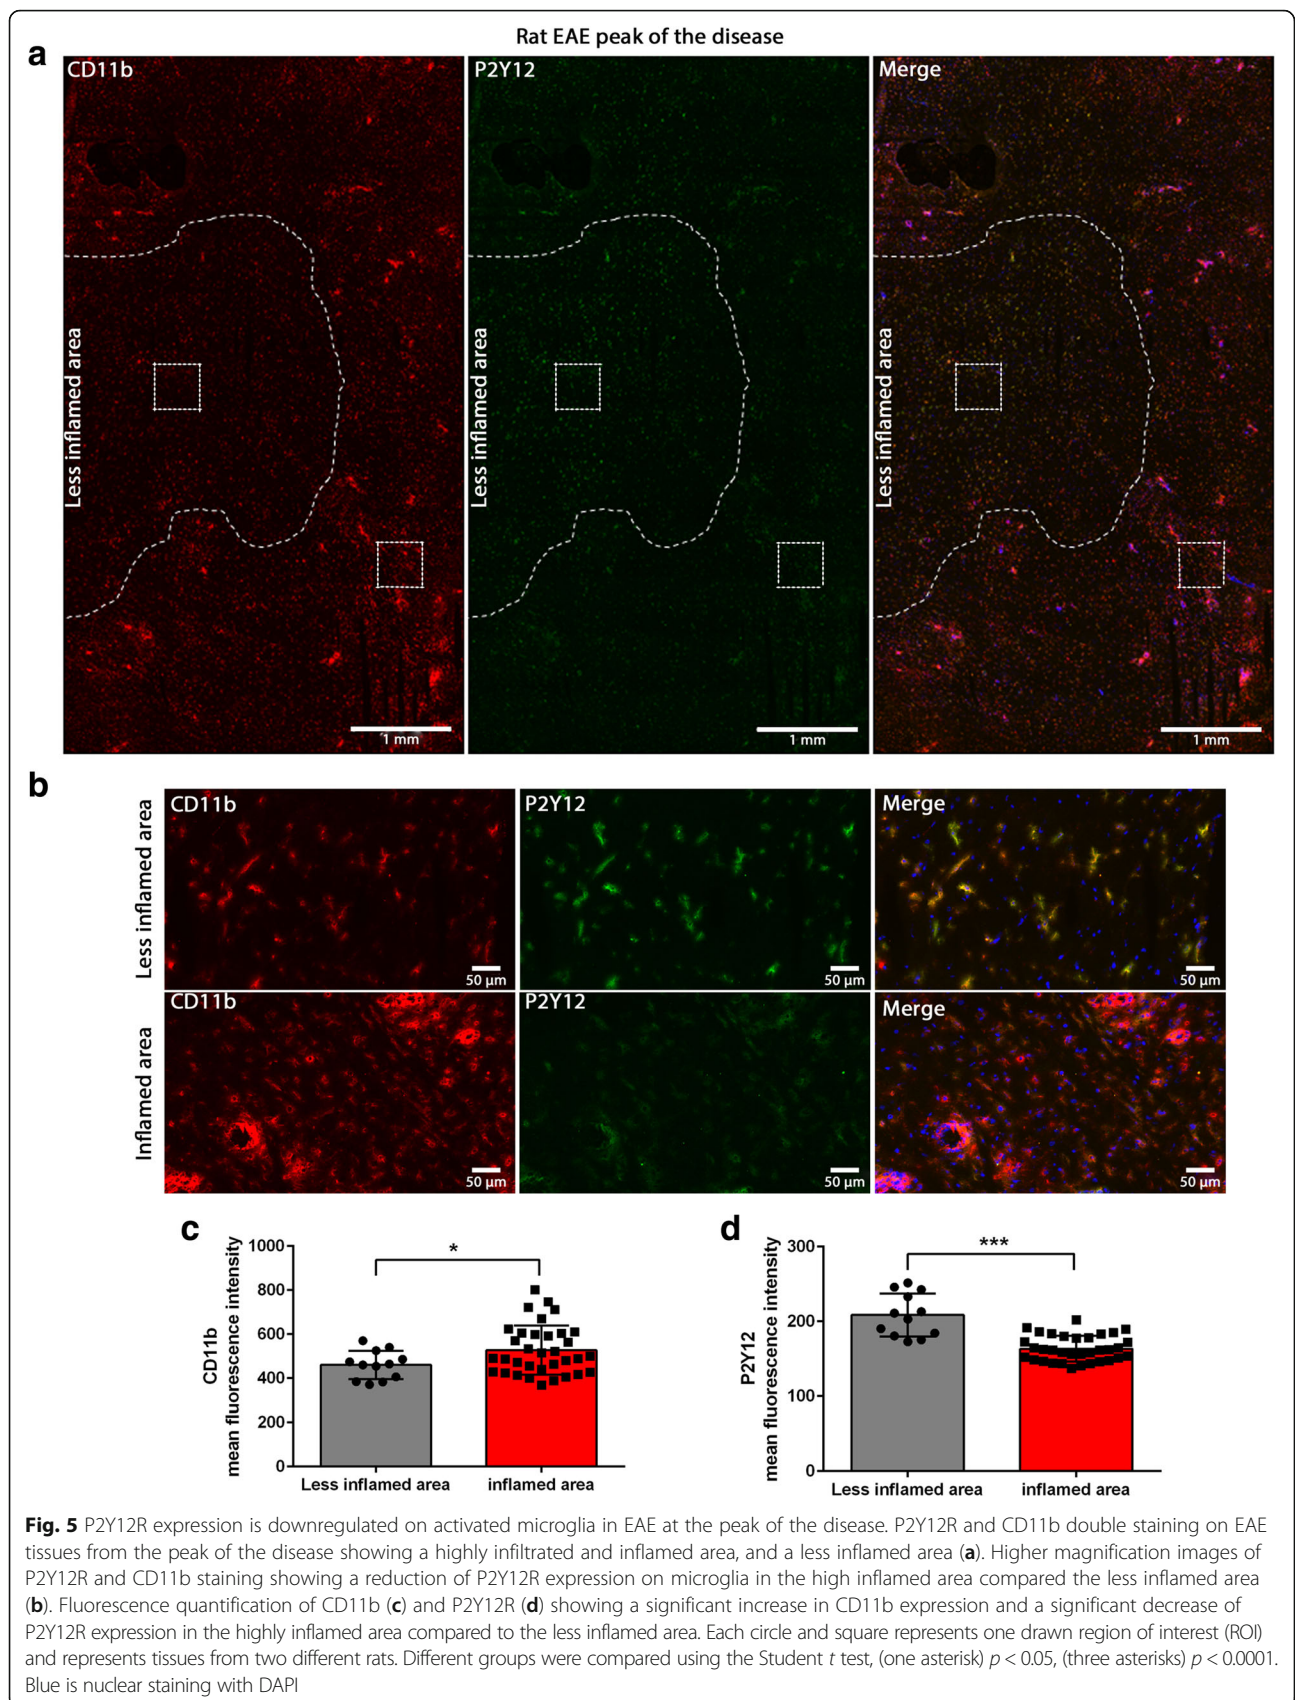 Rat EAE peak of the disease
a
CD11b
P2Y12
Merge
Less inflamed area
Less inflamed area
Less inflamed area
1 mm
1 mm
1 mm
b
Less inflamed area
CD11b
P2Y12
Merge
50 µm
50 µm
50 µm
Inflamed area
CD11b
P2Y12
Merge
50 µm
50 µm
50 µm
c
CD11b
mean fluorescence intensity
1000
800
600
400
200
0
*
Less inflamed area
inflamed area
d
P2Y12
mean fluorescence intensity
300
200
100
0
***
Less inflamed area
inflamed area
Fig. 5 P2Y12R expression is downregulated on activated microglia in EAE at the peak of the disease. P2Y12R and CD11b double staining on EAE
tissues from the peak of the disease showing a highly infiltrated and inflamed area, and a less inflamed area (a). Higher magnification images of
P2Y12R and CD11b staining showing a reduction of P2Y12R expression on microglia in the high inflamed area compared the less inflamed area
(b). Fluorescence quantification of CD11b (c) and P2Y12R (d) showing a significant increase in CD11b expression and a significant decrease of
P2Y12R expression in the highly inflamed area compared to the less inflamed area. Each circle and square represents one drawn region of interest (ROI)
and represents tissues from two different rats. Different groups were compared using the Student t test, (one asterisk) p < 0.05, (three asterisks) p < 0.0001.
Blue is nuclear staining with DAPI